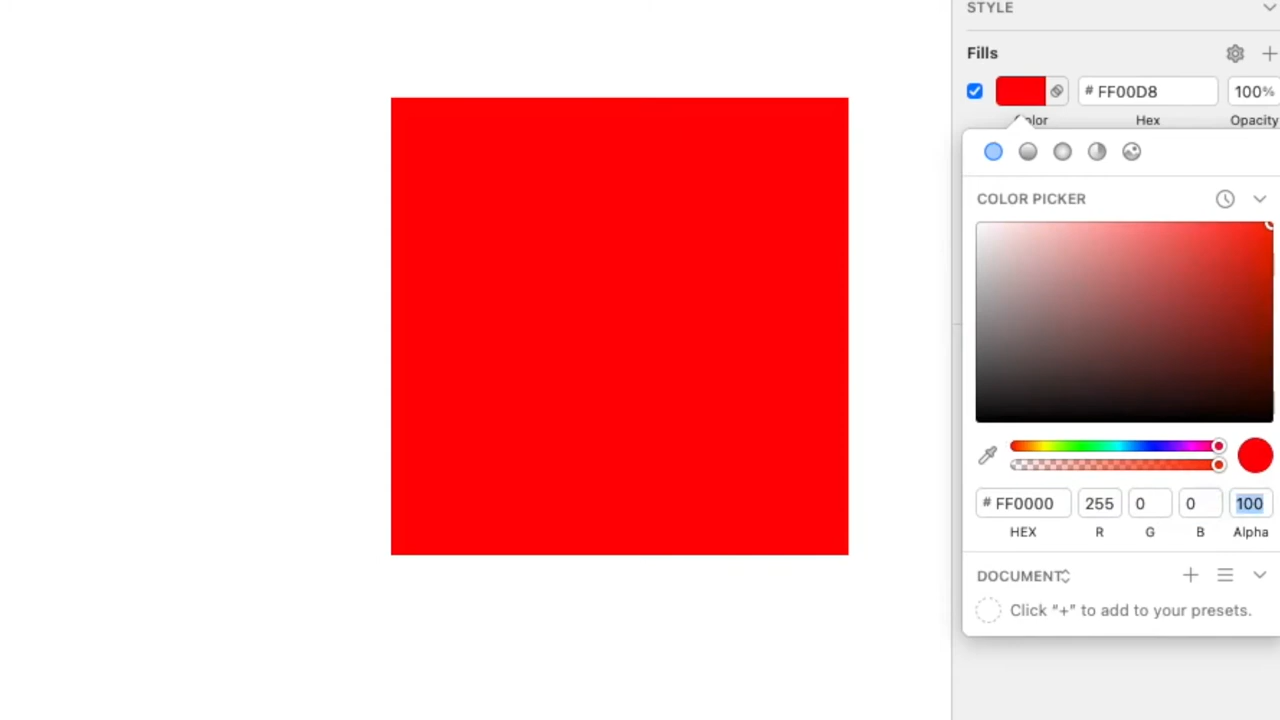 STYLE
Fills
# FF00D8 100%
Color Hex Opacity
COLOR PICKER
# FF0000 255 0 0 100
HEX R G B Alpha
DOCUMENT
Click “+” to add to your presets.